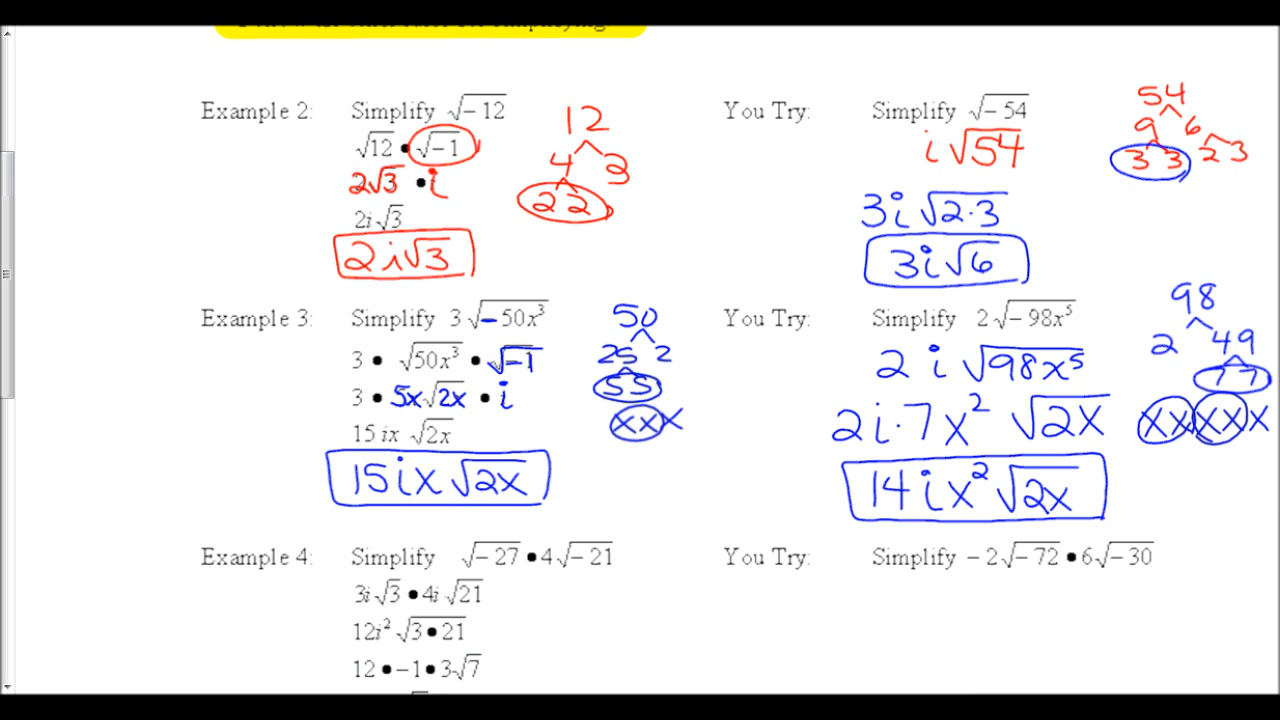 Example 2: Simplify √-12
√12 • √-1
2√3 • i
2i√3
2i√3
12
4 3
2 2
You Try: Simplify √-54
i√54
3i√2·3
3i√6
54
9 6
3 3 2 3
Example 3: Simplify 3√-50x³
3 • √50x³ • √-1
3 • 5x√2x • i
15ix√2x
15ix√2x
50
25 2
5 5
x x x
You Try: Simplify 2√-98x⁵
2 i √98x⁵
2i·7x² √2x
14ix²√2x
98
2 49
7 7
x x x x x
Example 4: Simplify √-27 • 4√-21
3i√3 • 4i√21
12i²√3 • 21
12 • -1 • 3√7
You Try: Simplify -2√-72 • 6√-30